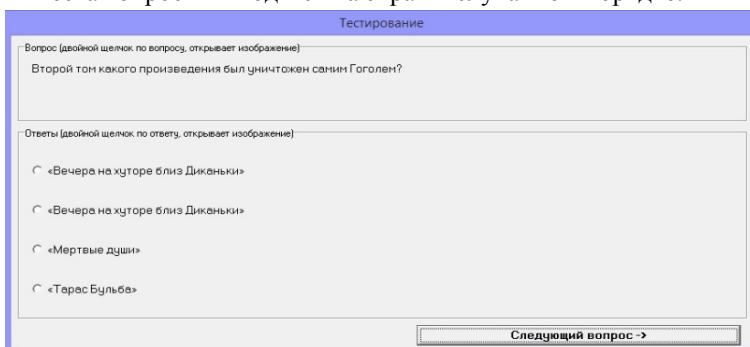 Тестирование
Вопрос (двойной щелчок по вопросу, открывает изображение)
Второй том какого произведения был уничтожен самим Гоголем?
Ответы (двойной щелчок по ответу, открывает изображение)
«Вечера на хуторе близ Диканьки»
«Вечера на хуторе близ Диканьки»
«Мертвые души»
«Тарас Бульба»
Следующий вопрос ->